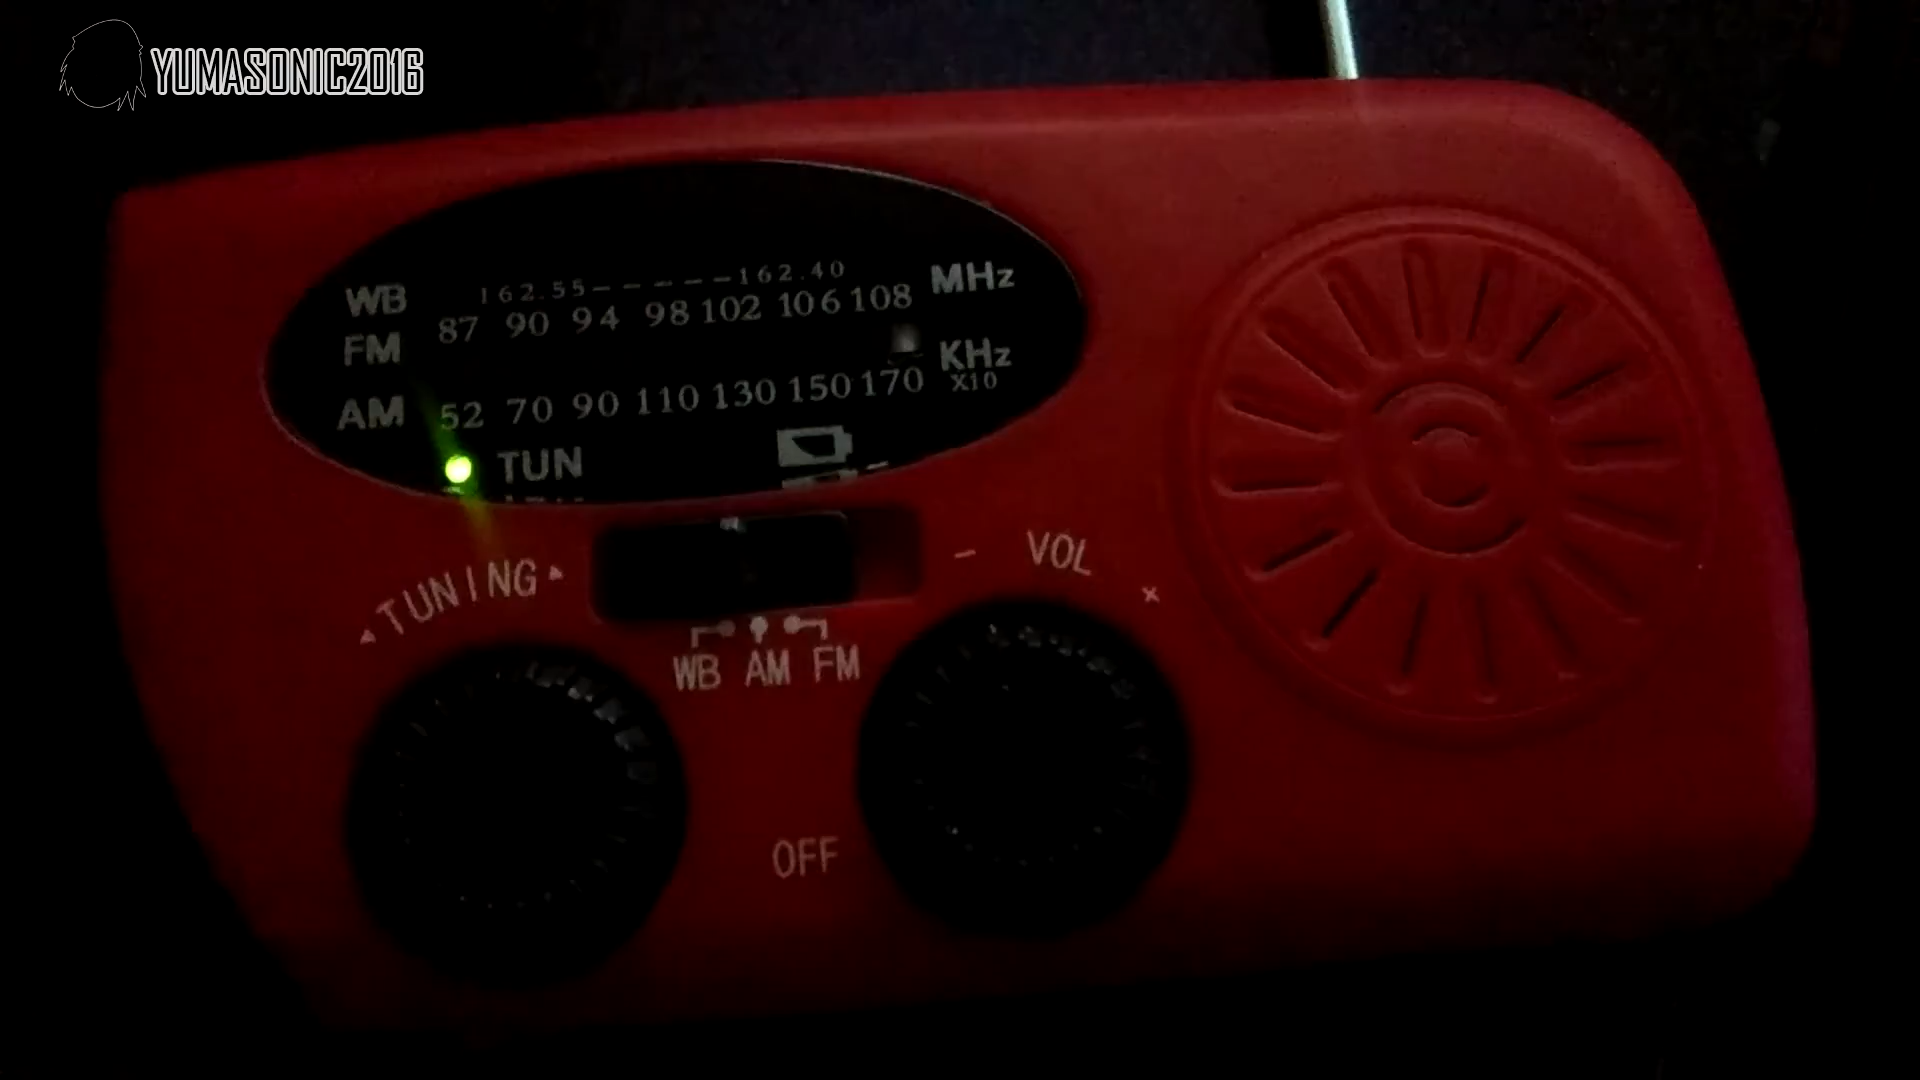 YUMASONIC2016
WB 162.55------162.40 MHz
FM 87 90 94 98 102 106 108
KHz
X10
AM 52 70 90 110 130 150 170
TUN
TUNING
- VOL +
WB AM FM
OFF